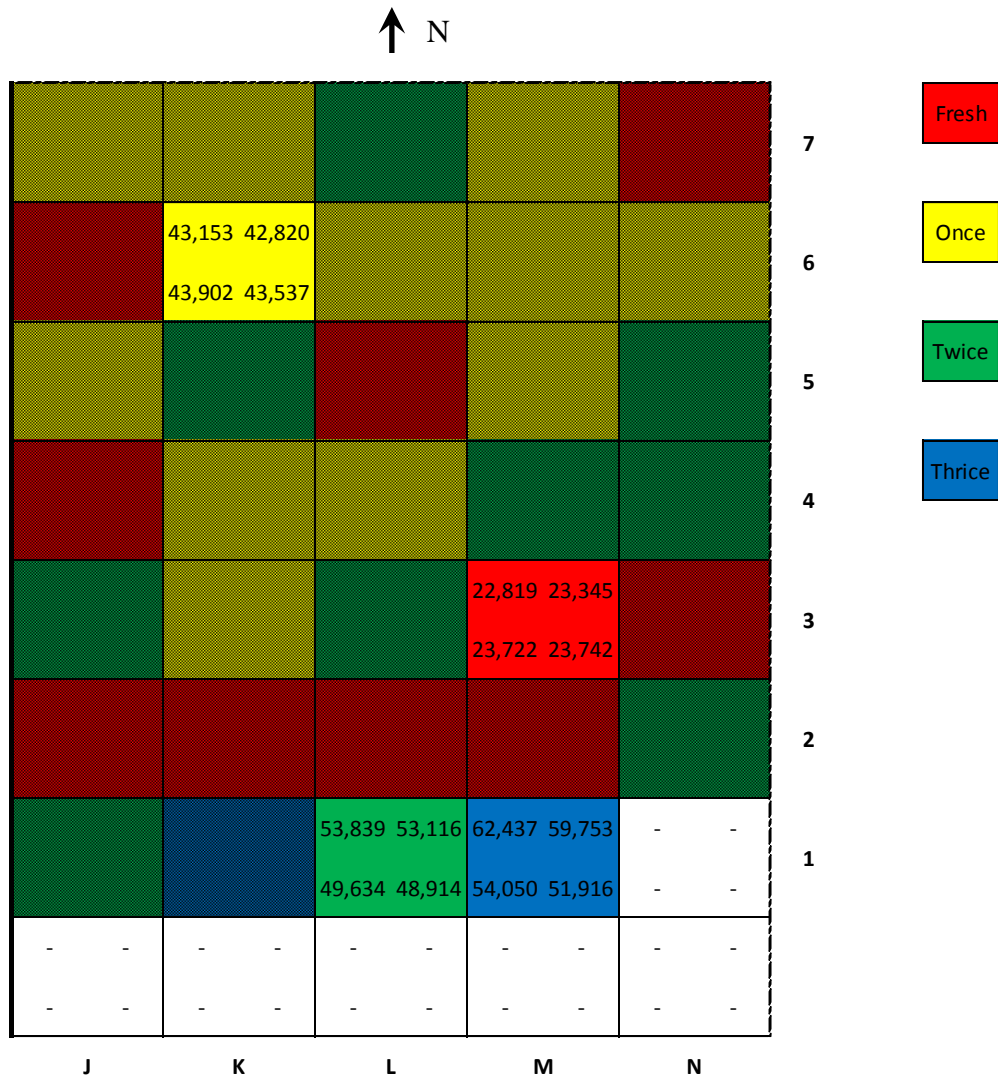 N
7
Fresh
43,153 42,820
43,902 43,537
6
Once
5
Twice
4
Thrice
22,819 23,345
23,722 23,742
3
2
53,839 53,116 62,437 59,753 - -
49,634 48,914 54,050 51,916 - -
1
- - - - - - - - - -
- - - - - - - - - -
J K L M N